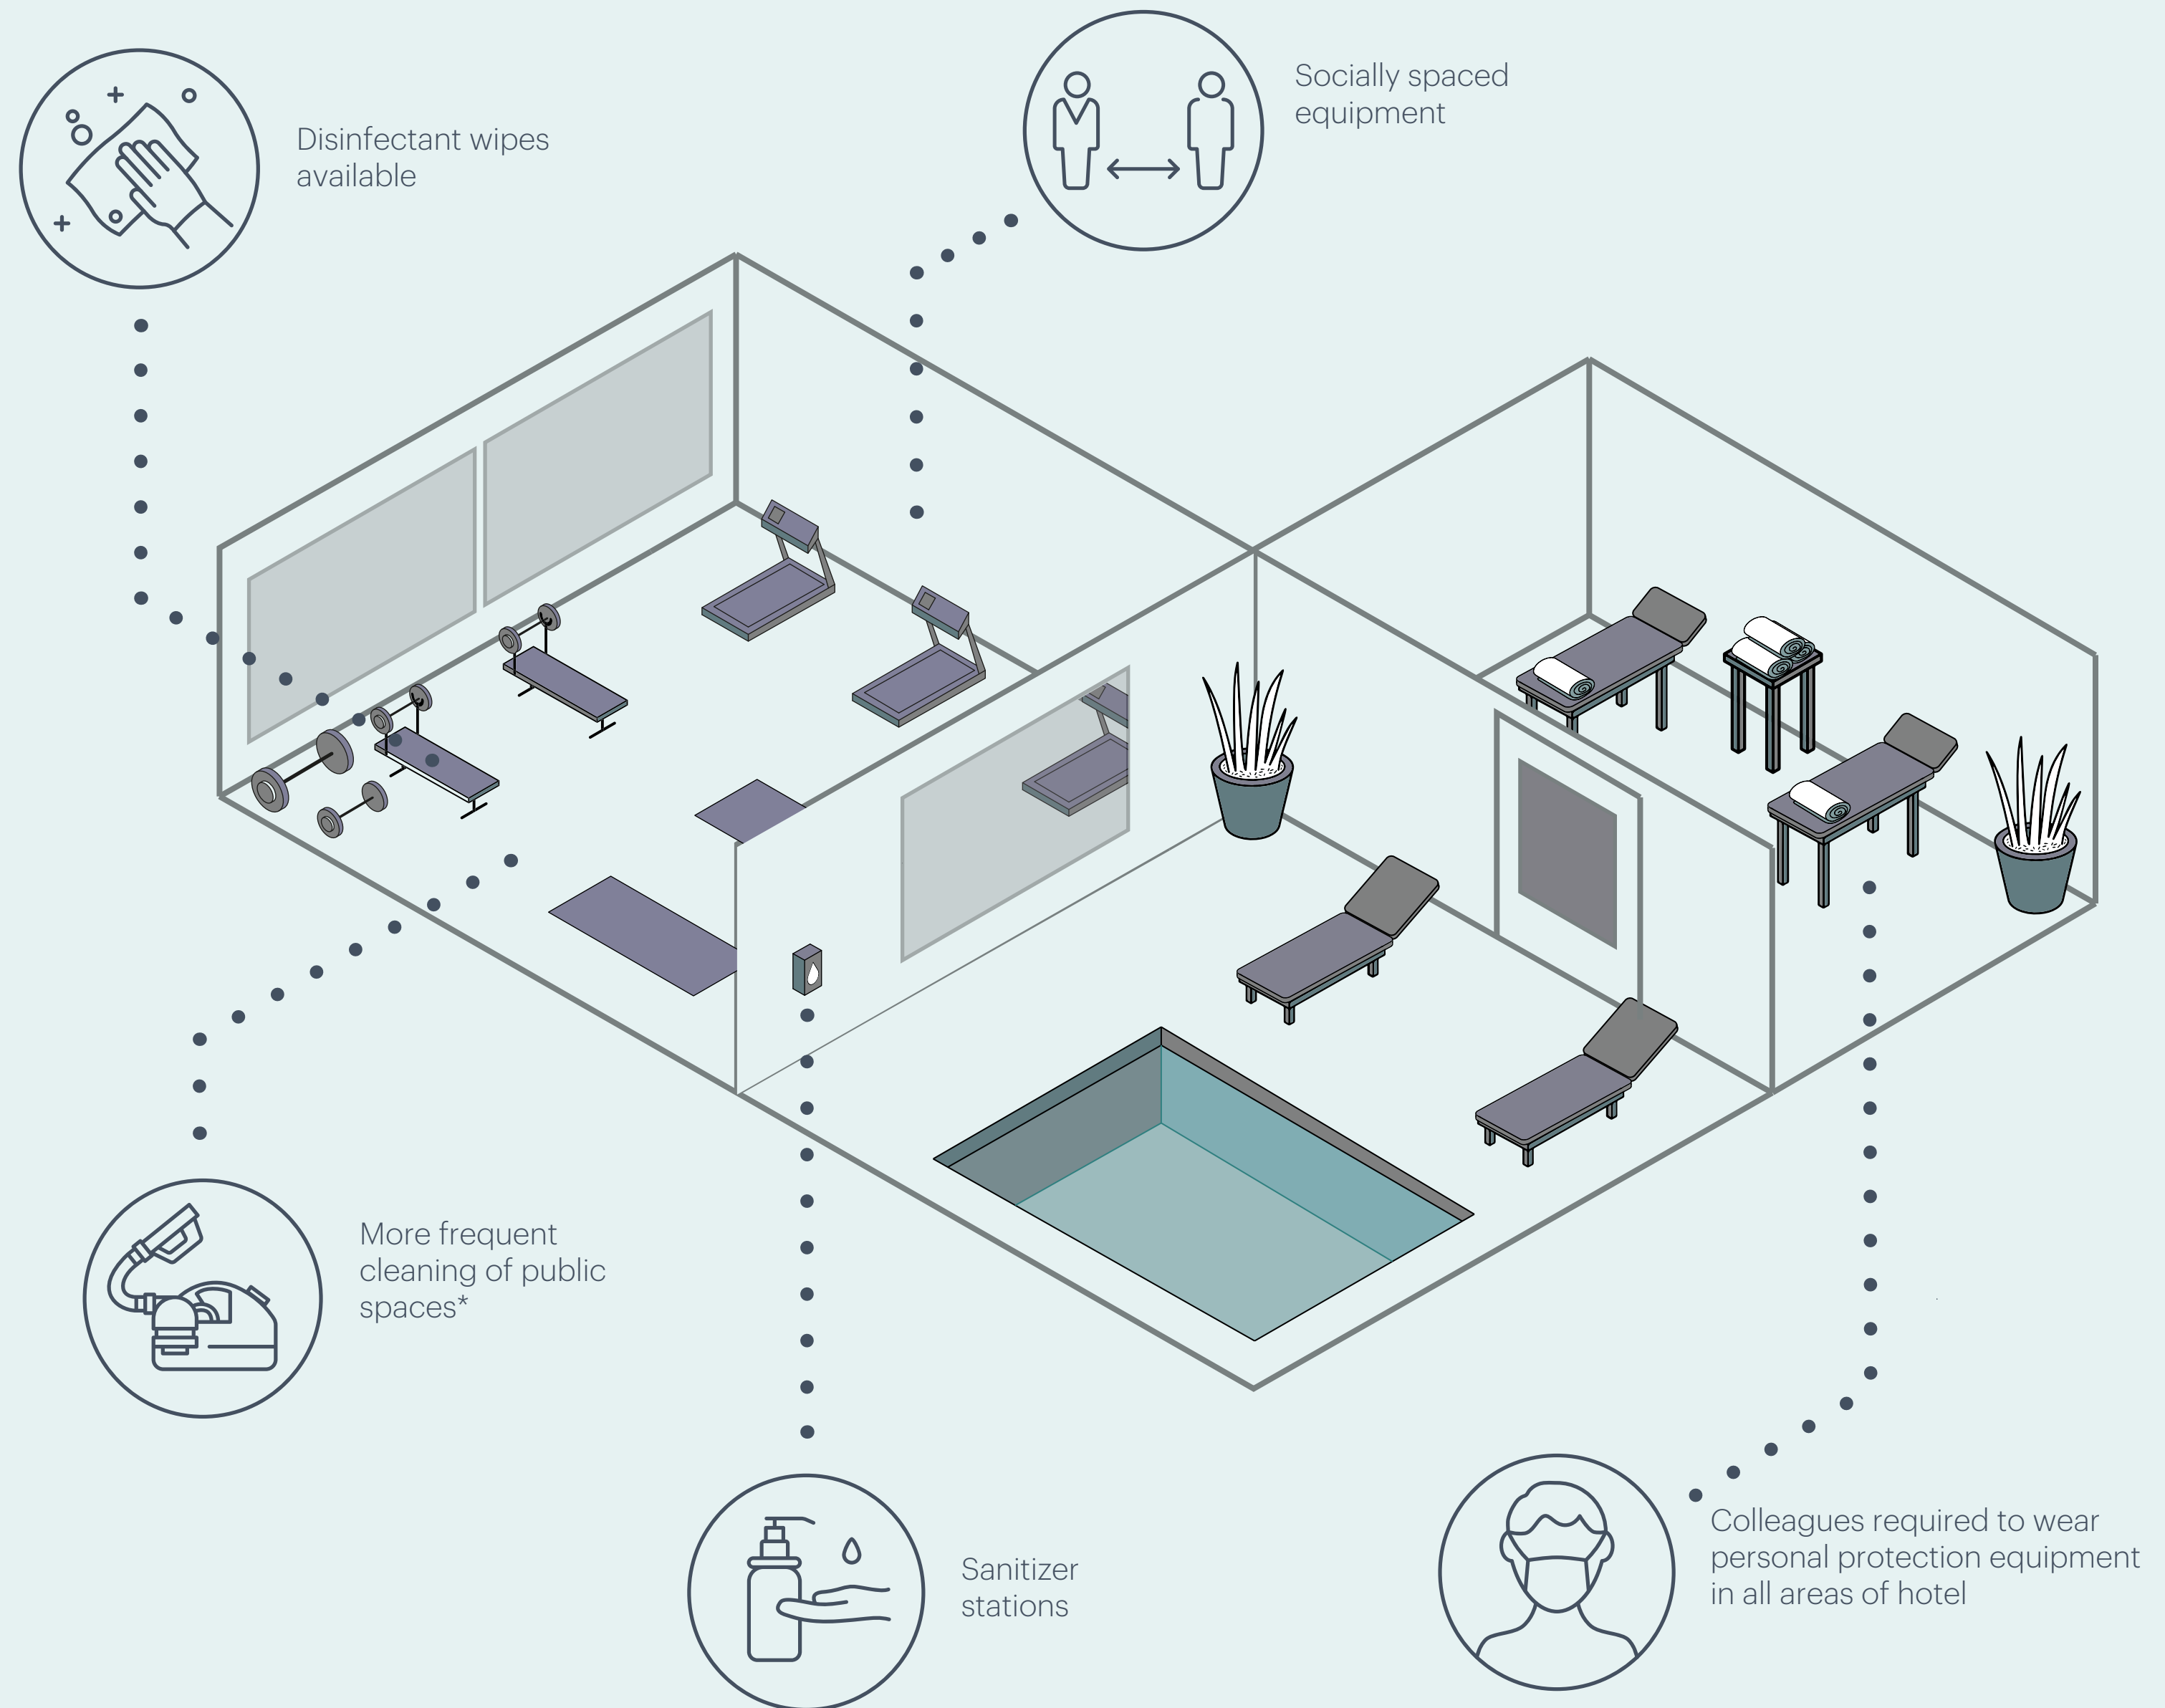 Socially spaced
equipment
Disinfectant wipes
available
More frequent
cleaning of public
spaces*
Sanitizer
stations
Colleagues required to wear
personal protection equipment
in all areas of hotel